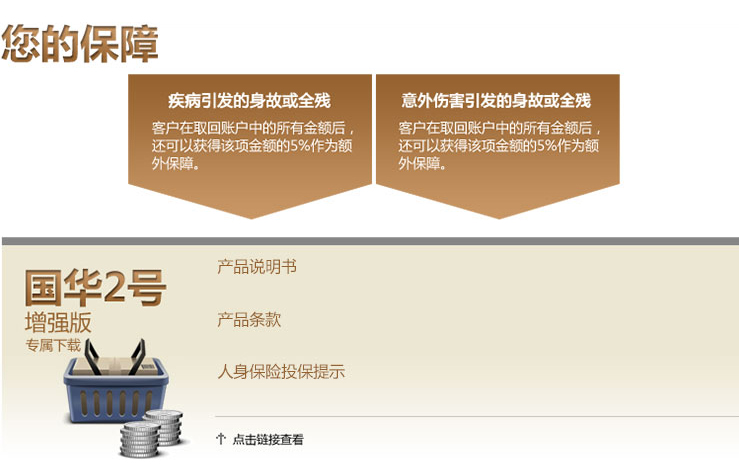 您的保障
疾病引发的身故或全残
客户在取回账户中的所有金额后，
还可以获得该项金额的5%作为额
外保障。
意外伤害引发的身故或全残
客户在取回账户中的所有金额后，
还可以获得该项金额的5%作为额
外保障。
国华2号
增强版
专属下载
产品说明书
产品条款
人身保险投保提示
点击链接查看